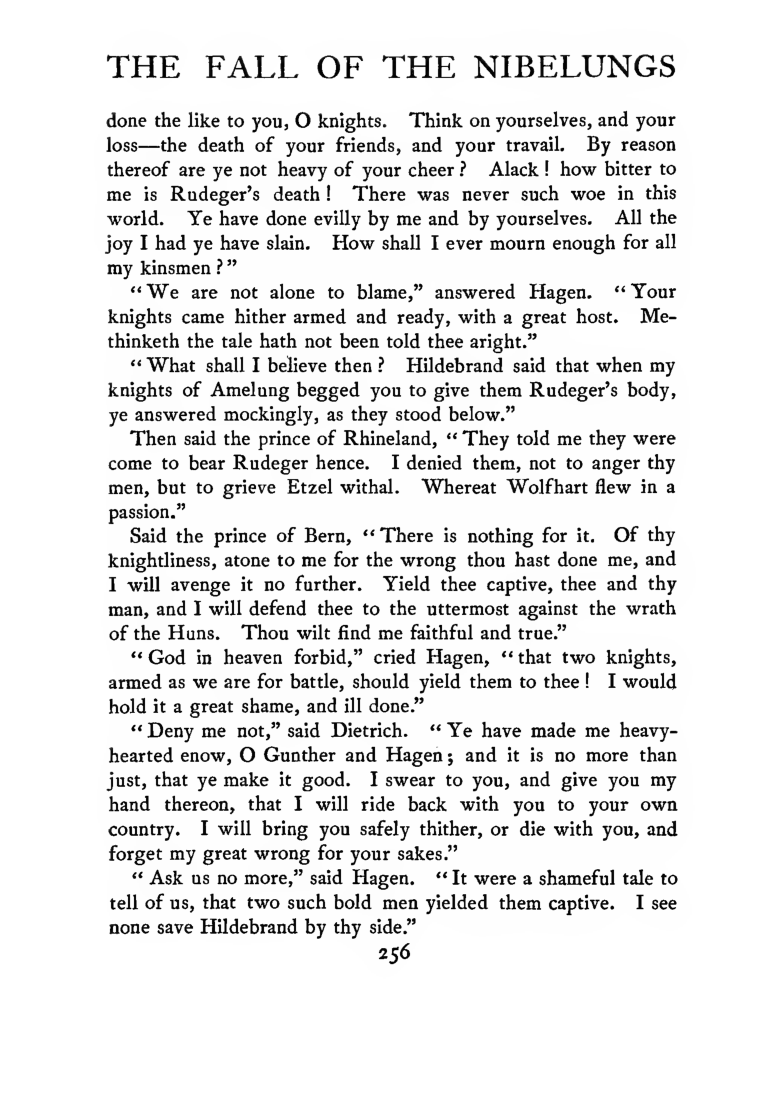 THE FALL OF THE NIBELUNGS
done the like to you, O knights. Think on yourselves, and your
loss—the death of your friends, and your travail. By reason
thereof are ye not heavy of your cheer? Alack! how bitter to
me is Rudeger’s death! There was never such woe in this
world. Ye have done evilly by me and by yourselves. All the
joy I had ye have slain. How shall I ever mourn enough for all
my kinsmen?”
“We are not alone to blame,” answered Hagen. “Your
knights came hither armed and ready, with a great host. Me-
thinketh the tale hath not been told thee aright.”
“What shall I believe then? Hildebrand said that when my
knights of Amelung begged you to give them Rudeger’s body,
ye answered mockingly, as they stood below.”
Then said the prince of Rhineland, “They told me they were
come to bear Rudeger hence. I denied them, not to anger thy
men, but to grieve Etzel withal. Whereat Wolfhart flew in a
passion.”
Said the prince of Bern, “There is nothing for it. Of thy
knightliness, atone to me for the wrong thou hast done me, and
I will avenge it no further. Yield thee captive, thee and thy
man, and I will defend thee to the uttermost against the wrath
of the Huns. Thou wilt find me faithful and true.”
“God in heaven forbid,” cried Hagen, “that two knights,
armed as we are for battle, should yield them to thee! I would
hold it a great shame, and ill done.”
“Deny me not,” said Dietrich. “Ye have made me heavy-
hearted enow, O Gunther and Hagen; and it is no more than
just, that ye make it good. I swear to you, and give you my
hand thereon, that I will ride back with you to your own
country. I will bring you safely thither, or die with you, and
forget my great wrong for your sakes.”
“Ask us no more,” said Hagen. “It were a shameful tale to
tell of us, that two such bold men yielded them captive. I see
none save Hildebrand by thy side.”
256